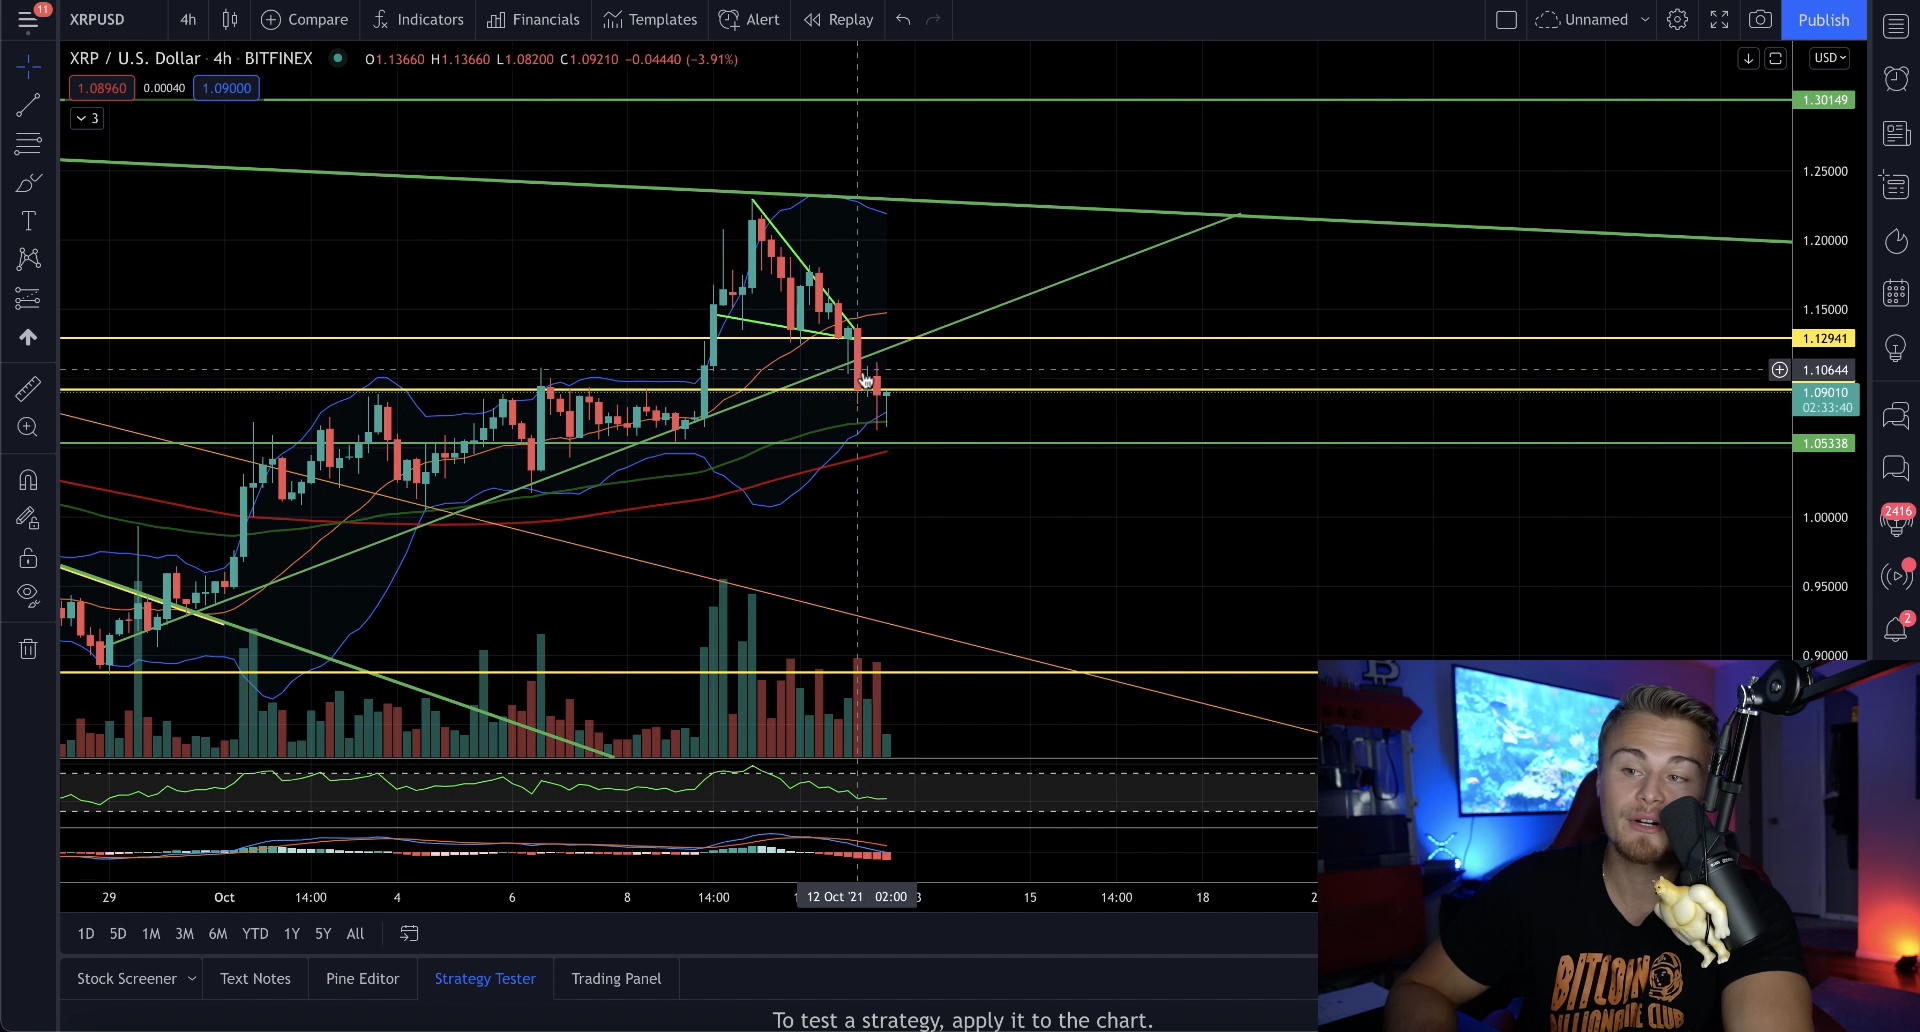 11
XRPUSD 4h Compare Indicators Financials Templates Alert Replay Unnamed Publish
XRP / U.S. Dollar · 4h · BITFINEX O1.13660 H1.13660 L1.08200 C1.09210 −0.04440 (−3.91%) USD
1.08960 0.00040 1.09000
3
1.30149
1.25000
1.20000
1.15000
1.12941
1.10644
1.09010
02:33:40
1.05338
1.00000
0.95000
0.90000
2416
2
29 Oct 14:00 4 6 8 14:00 12 Oct '21 02:00 15 14:00 18 2
1D 5D 1M 3M 6M YTD 1Y 5Y All
Stock Screener Text Notes Pine Editor Strategy Tester Trading Panel
To test a strategy, apply it to the chart.
BITCOIN
BILLIONAIRE CLUB